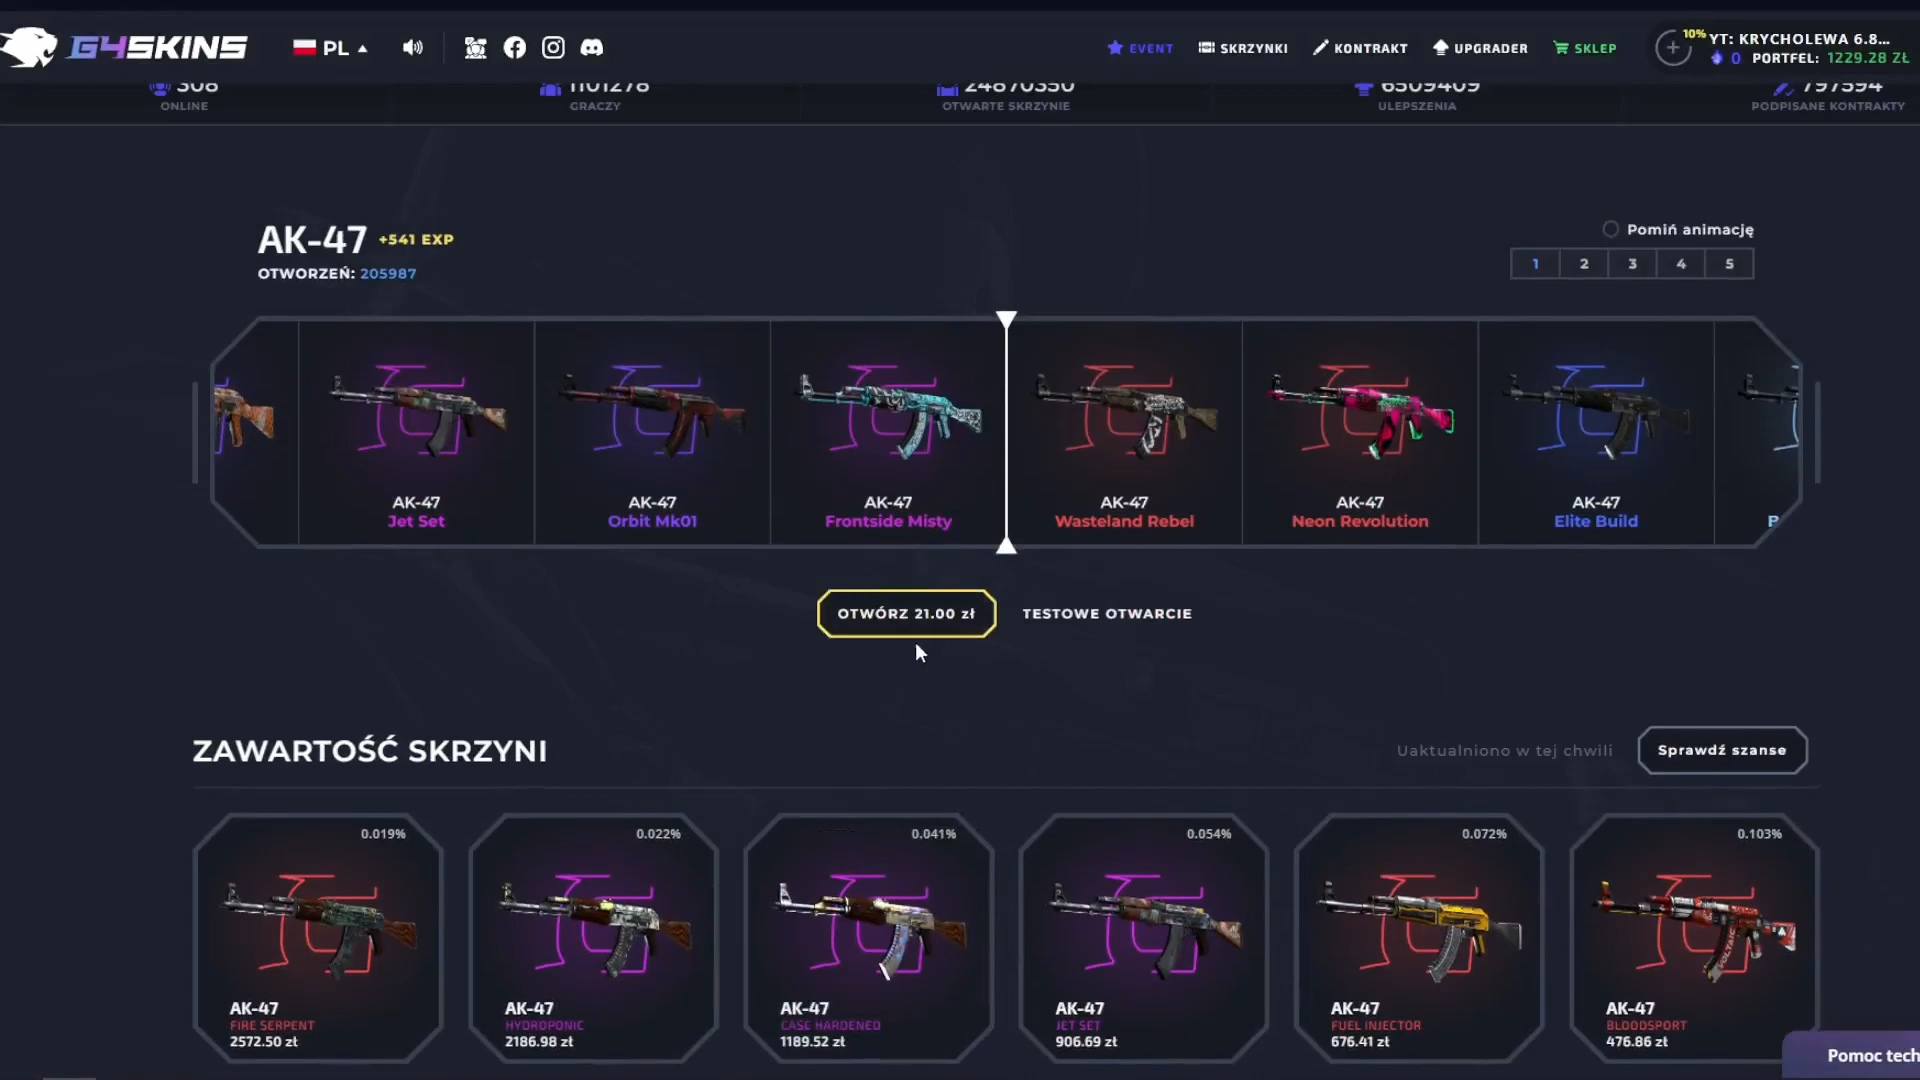 G4SKINS
PL
EVENT
SKRZYNKI
KONTRAKT
UPGRADER
SKLEP
10%
YT: KRYCHOLEWA 6.8...
0 PORTFEL: 1229.28 ZŁ
308
ONLINE
1101278
GRACZY
24870350
OTWARTE SKRZYNIE
6509409
ULEPSZENIA
797594
PODPISANE KONTRAKTY
AK-47 +541 EXP
OTWORZEŃ: 205987
Pomiń animację
1 2 3 4 5
AK-47
Jet Set
AK-47
Orbit Mk01
AK-47
Frontside Misty
AK-47
Wasteland Rebel
AK-47
Neon Revolution
AK-47
Elite Build
OTWÓRZ 21.00 zł
TESTOWE OTWARCIE
ZAWARTOŚĆ SKRZYNI
Uaktualniono w tej chwili
Sprawdź szanse
0.019%
AK-47
FIRE SERPENT
2572.50 zł
0.022%
AK-47
HYDROPONIC
2186.98 zł
0.041%
AK-47
CASE HARDENED
1189.52 zł
0.054%
AK-47
JET SET
906.69 zł
0.072%
AK-47
FUEL INJECTOR
676.41 zł
0.103%
AK-47
BLOODSPORT
476.86 zł
Pomoc tech